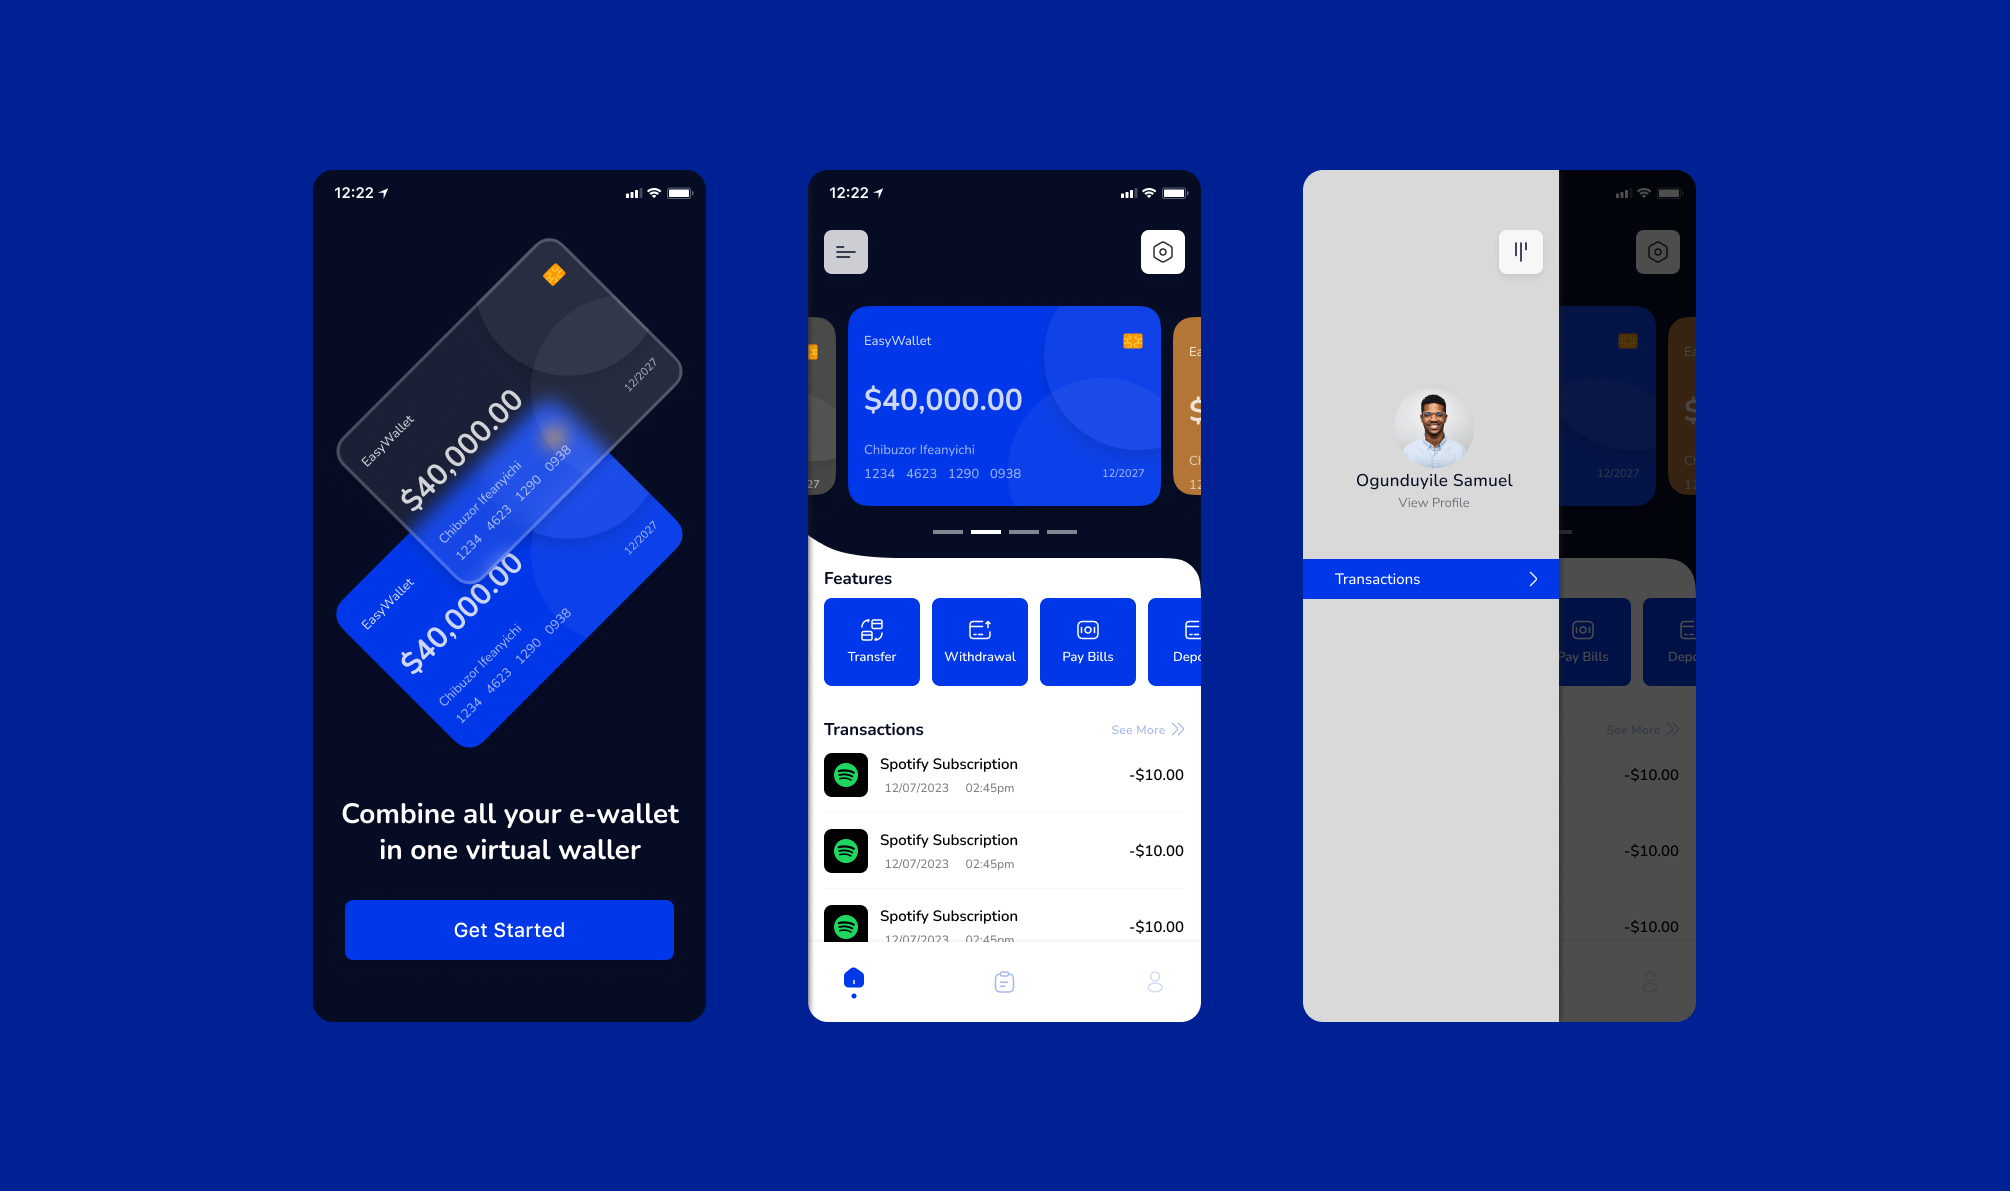 12:22
EasyWallet
$40,000.00
Chibuzor Ifeanyichi
1234 4623 1290 0938
12/2027
EasyWallet
$40,000.00
Chibuzor Ifeanyichi
1234 4623 1290 0938
12/2027
Combine all your e-wallet
in one virtual waller
Get Started
12:22
27
EasyWallet
$40,000.00
Chibuzor Ifeanyichi
1234 4623 1290 0938
12/2027
Ea
$
Ch
12
Features
Transfer
Withdrawal
Pay Bills
Depo
Transactions
See More
Spotify Subscription
-$10.00
12/07/2023 02:45pm
Spotify Subscription
-$10.00
12/07/2023 02:45pm
Spotify Subscription
-$10.00
12/07/2023 02:45pm
Ogunduyile Samuel
View Profile
Transactions
12/2027
Ea
$
Ch
12
Pay Bills
Depo
See More
-$10.00
-$10.00
-$10.00